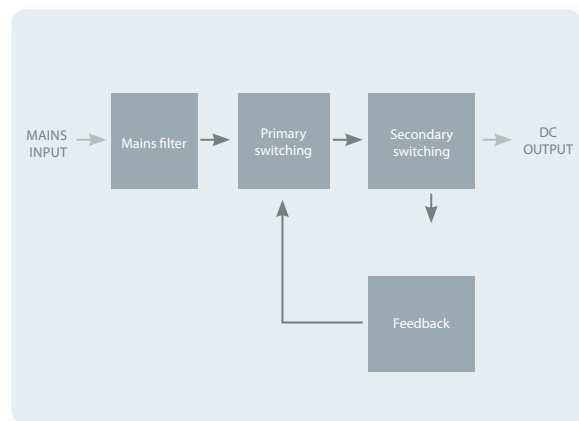 MAINS
INPUT
Mains filter
Primary
switching
Secondary
switching
DC
OUTPUT
Feedback